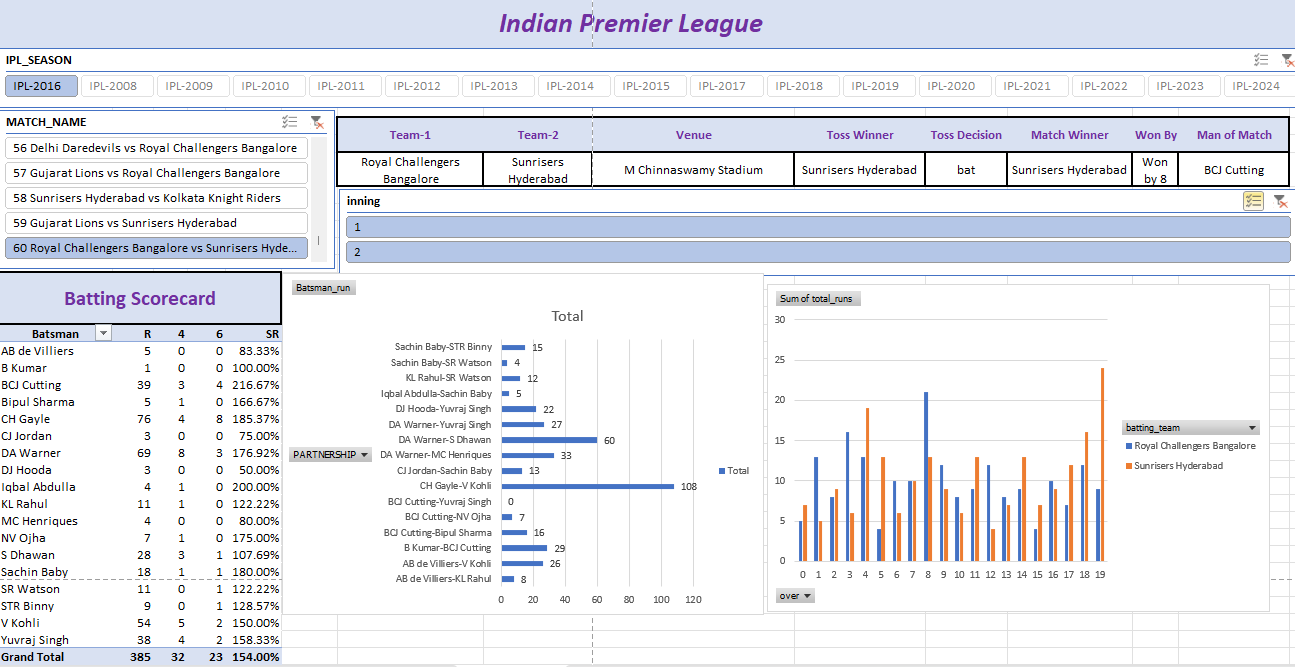 Indian Premier League
IPL_SEASON
IPL-2016 IPL-2008 IPL-2009 IPL-2010 IPL-2011 IPL-2012 IPL-2013 IPL-2014 IPL-2015 IPL-2017 IPL-2018 IPL-2019 IPL-2020 IPL-2021 IPL-2022 IPL-2023 IPL-2024
MATCH_NAME
56 Delhi Daredevils vs Royal Challengers Bangalore
57 Gujarat Lions vs Royal Challengers Bangalore
58 Sunrisers Hyderabad vs Kolkata Knight Riders
59 Gujarat Lions vs Sunrisers Hyderabad
60 Royal Challengers Bangalore vs Sunrisers Hyde...
Team-1 Team-2 Venue Toss Winner Toss Decision Match Winner Won By Man of Match
Royal Challengers Sunrisers Won
Bangalore Hyderabad M Chinnaswamy Stadium Sunrisers Hyderabad bat Sunrisers Hyderabad by 8 BCJ Cutting
inning
1
2
Batting Scorecard
Batsman R 4 6 SR
AB de Villiers 5 0 0 83.33%
B Kumar 1 0 0 100.00%
BCJ Cutting 39 3 4 216.67%
Bipul Sharma 5 1 0 166.67%
CH Gayle 76 4 8 185.37%
CJ Jordan 3 0 0 75.00%
DA Warner 69 8 3 176.92%
DJ Hooda 3 0 0 50.00%
Iqbal Abdulla 4 1 0 200.00%
KL Rahul 11 1 0 122.22%
MC Henriques 4 0 0 80.00%
NV Ojha 7 1 0 175.00%
S Dhawan 28 3 1 107.69%
Sachin Baby 18 1 1 180.00%
SR Watson 11 0 1 122.22%
STR Binny 9 0 1 128.57%
V Kohli 54 5 2 150.00%
Yuvraj Singh 38 4 2 158.33%
Grand Total 385 32 23 154.00%
Batsman_run
Total
Sachin Baby-STR Binny 15
Sachin Baby-SR Watson 4
KL Rahul-SR Watson 12
Iqbal Abdulla-Sachin Baby 5
DJ Hooda-Yuvraj Singh 22
DA Warner-Yuvraj Singh 27
DA Warner-S Dhawan 60
DA Warner-MC Henriques 33
CJ Jordan-Sachin Baby 13
CH Gayle-V Kohli 108
BCJ Cutting-Yuvraj Singh 0
BCJ Cutting-NV Ojha 7
BCJ Cutting-Bipul Sharma 16
B Kumar-BCJ Cutting 29
AB de Villiers-V Kohli 26
AB de Villiers-KL Rahul 8
0 20 40 60 80 100 120
PARTNERSHIP
Total
Sum of total_runs
30
25
20
15
10
5
0
0 1 2 3 4 5 6 7 8 9 10 11 12 13 14 15 16 17 18 19
over
batting_team
Royal Challengers Bangalore
Sunrisers Hyderabad